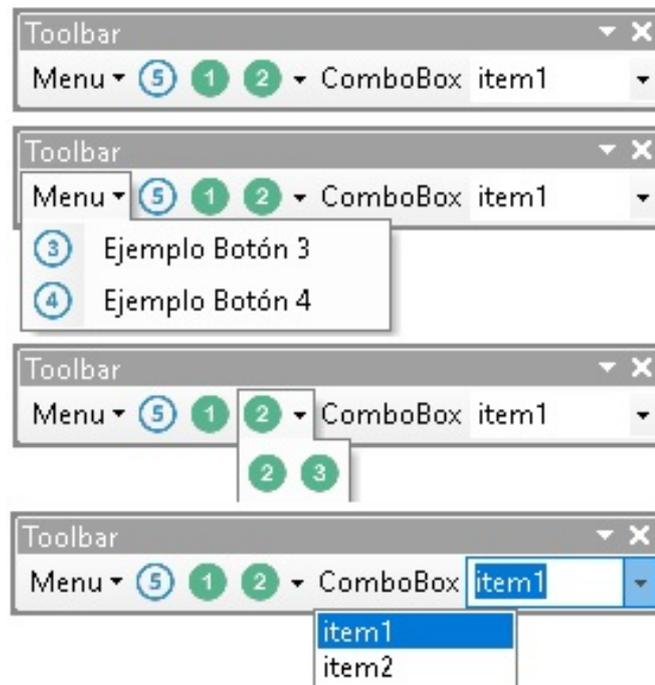 Toolbar
Menu 5 1 2 ComboBox item1
Toolbar
Menu 5 1 2 ComboBox item1
3 Ejemplo Botón 3
4 Ejemplo Botón 4
Toolbar
Menu 5 1 2 ComboBox item1
2 3
Toolbar
Menu 5 1 2 ComboBox item1
item1
item2